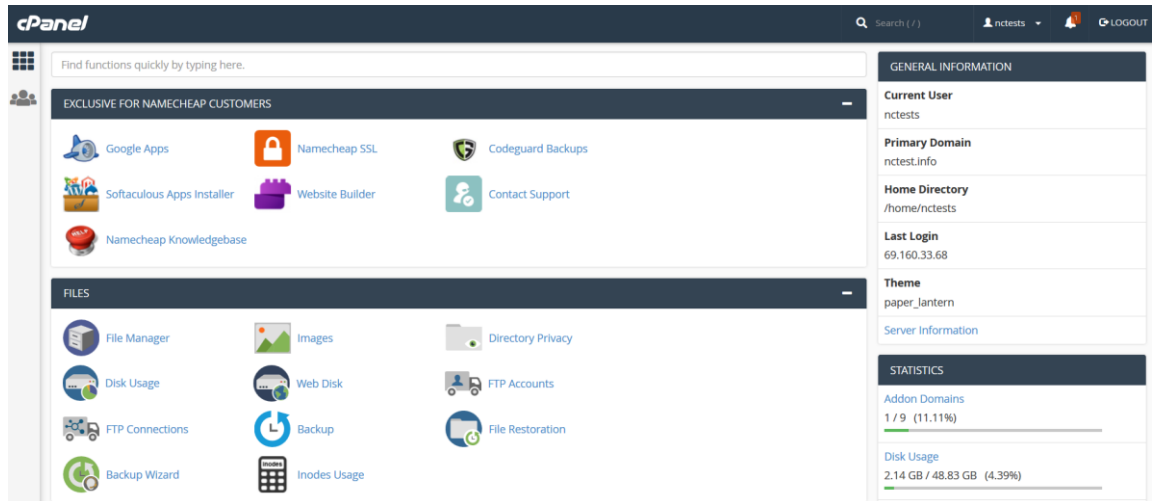 cPanel
Search ( / )
nctests
1
LOGOUT
Find functions quickly by typing here.
EXCLUSIVE FOR NAMECHEAP CUSTOMERS
Google Apps
Namecheap SSL
Codeguard Backups
Softaculous Apps Installer
Website Builder
Contact Support
HELP
Namecheap Knowledgebase
FILES
File Manager
Images
Directory Privacy
Disk Usage
Web Disk
FTP Accounts
FTP Connections
Backup
File Restoration
Backup Wizard
inodes
Inodes Usage
GENERAL INFORMATION
Current User
nctests
Primary Domain
nctest.info
Home Directory
/home/nctests
Last Login
69.160.33.68
Theme
paper_lantern
Server Information
STATISTICS
Addon Domains
1 / 9 (11.11%)
Disk Usage
2.14 GB / 48.83 GB (4.39%)